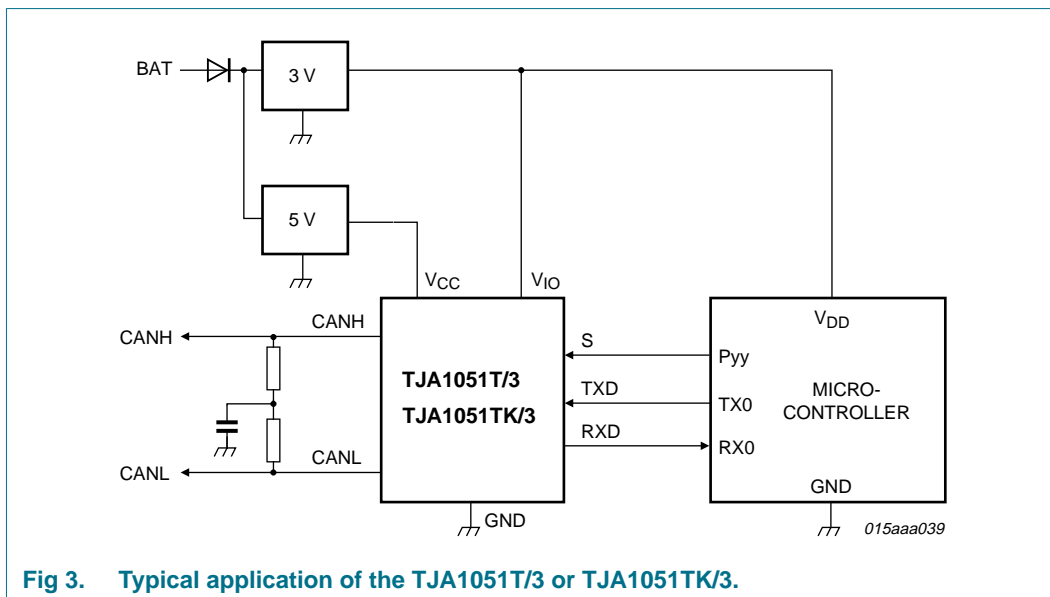 BAT
3 V
5 V
VCC
VIO
CANH
CANH
CANL
CANL
TJA1051T/3
TJA1051TK/3
GND
S
TXD
RXD
VDD
Pyy
TX0
RX0
MICRO-
CONTROLLER
GND
015aaa039
Fig 3. Typical application of the TJA1051T/3 or TJA1051TK/3.